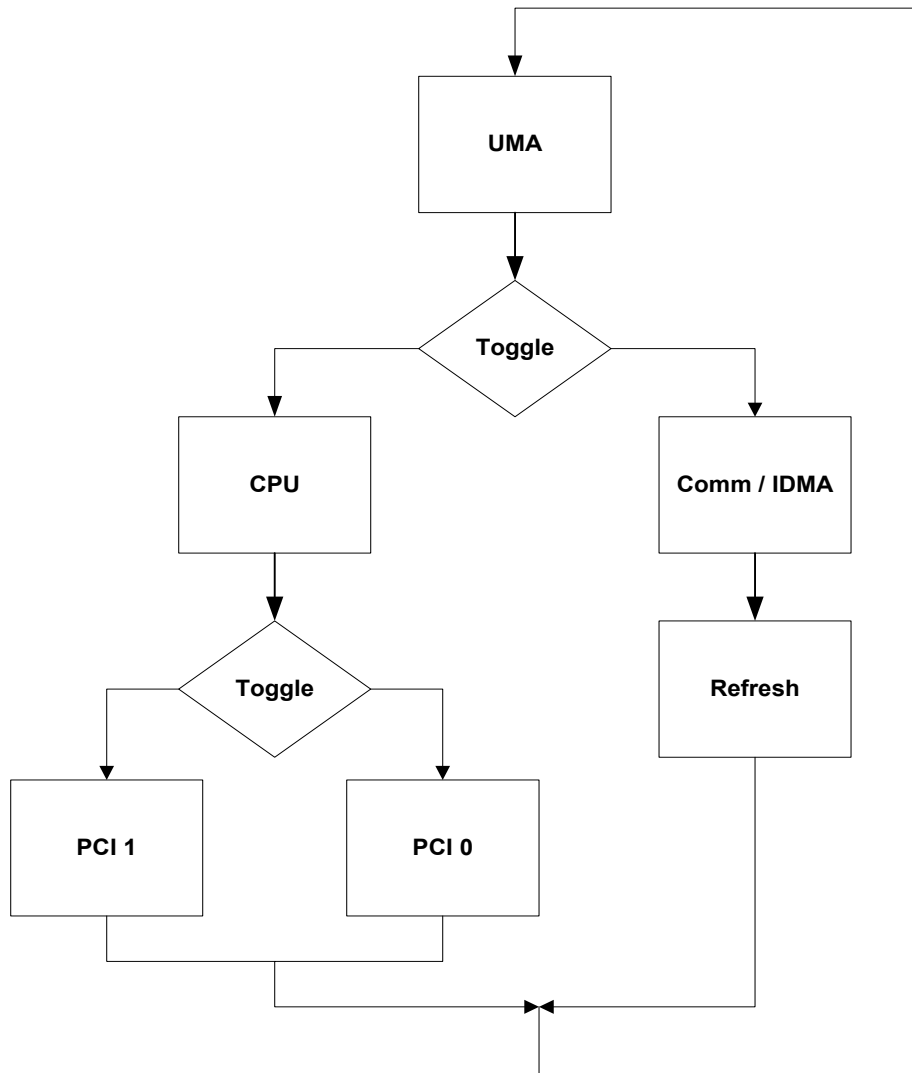 UMA
Toggle
CPU
Comm / IDMA
Toggle
Refresh
PCI 1
PCI 0